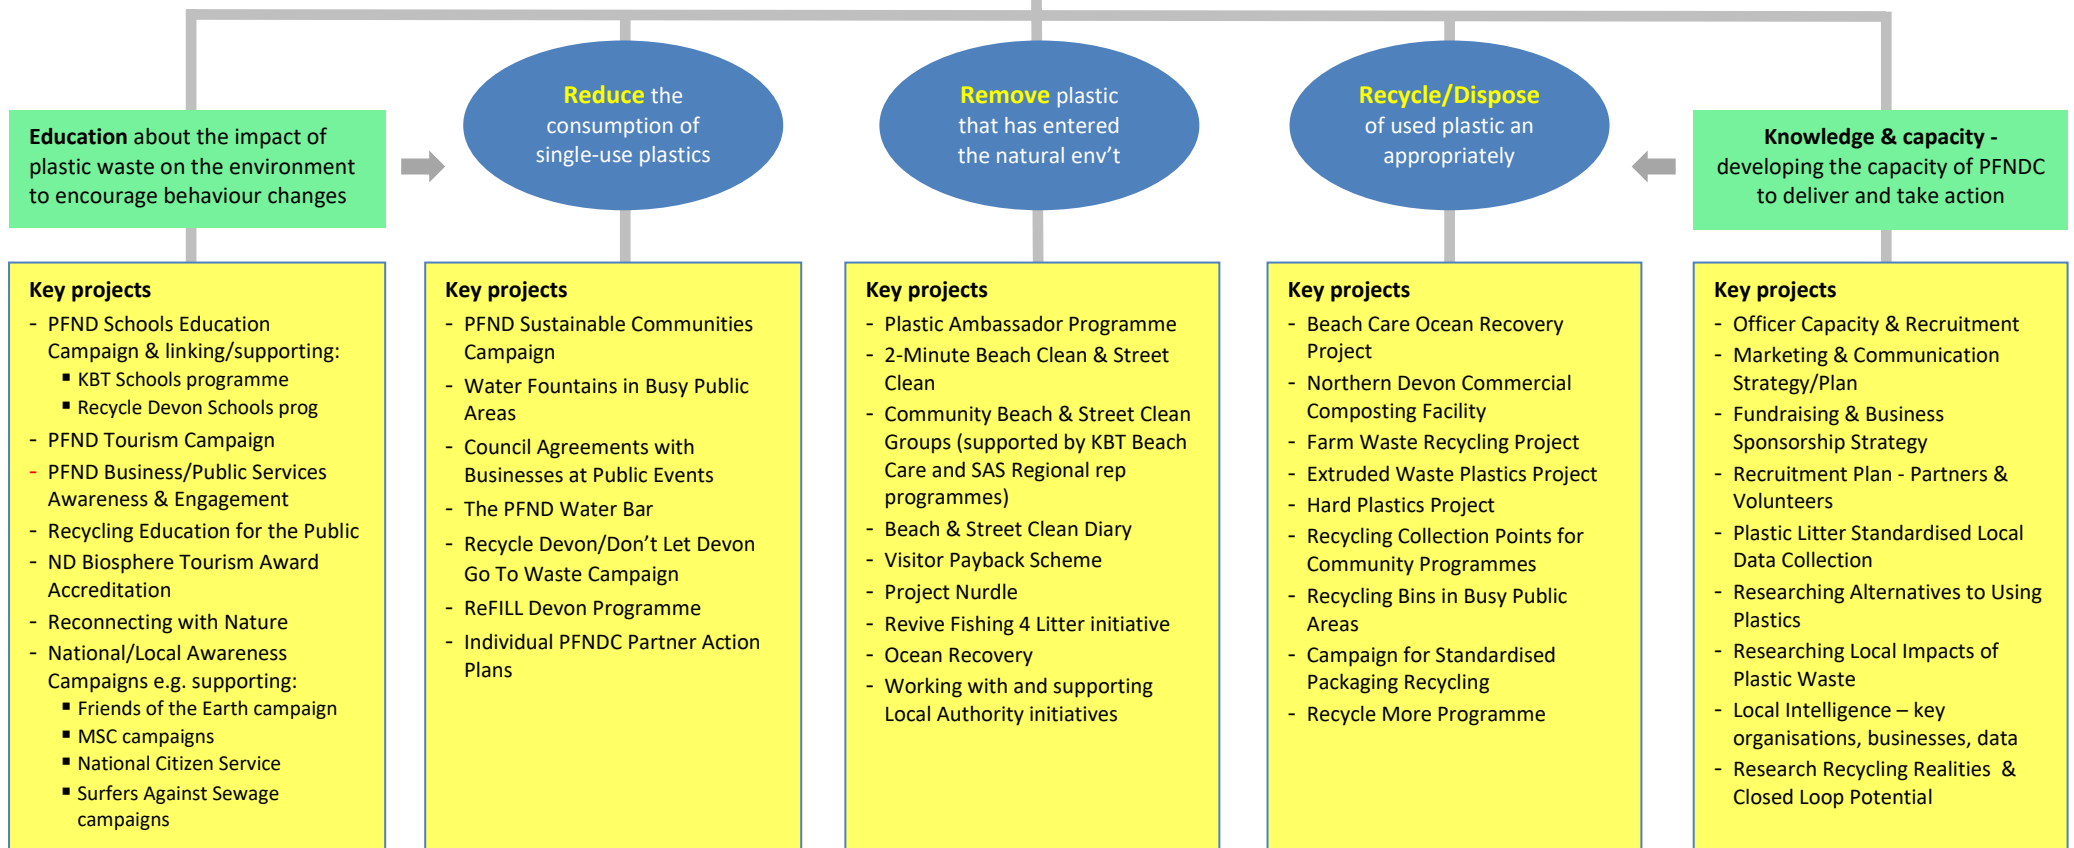 Education about the impact of
plastic waste on the environment
to encourage behaviour changes
Reduce the
consumption of
single-use plastics
Remove plastic
that has entered
the natural env't
Recycle/Dispose
of used plastic an
appropriately
Knowledge & capacity -
developing the capacity of PFNDC
to deliver and take action
Key projects
- PFND Schools Education
Campaign & linking/supporting:
▪ KBT Schools programme
▪ Recycle Devon Schools prog
- PFND Tourism Campaign
- PFND Business/Public Services
Awareness & Engagement
- Recycling Education for the Public
- ND Biosphere Tourism Award
Accreditation
- Reconnecting with Nature
- National/Local Awareness
Campaigns e.g. supporting:
▪ Friends of the Earth campaign
▪ MSC campaigns
▪ National Citizen Service
▪ Surfers Against Sewage
campaigns
Key projects
- PFND Sustainable Communities
Campaign
- Water Fountains in Busy Public
Areas
- Council Agreements with
Businesses at Public Events
- The PFND Water Bar
- Recycle Devon/Don’t Let Devon
Go To Waste Campaign
- ReFILL Devon Programme
- Individual PFNDC Partner Action
Plans
Key projects
- Plastic Ambassador Programme
- 2-Minute Beach Clean & Street
Clean
- Community Beach & Street Clean
Groups (supported by KBT Beach
Care and SAS Regional rep
programmes)
- Beach & Street Clean Diary
- Visitor Payback Scheme
- Project Nurdle
- Revive Fishing 4 Litter initiative
- Ocean Recovery
- Working with and supporting
Local Authority initiatives
Key projects
- Beach Care Ocean Recovery
Project
- Northern Devon Commercial
Composting Facility
- Farm Waste Recycling Project
- Extruded Waste Plastics Project
- Hard Plastics Project
- Recycling Collection Points for
Community Programmes
- Recycling Bins in Busy Public
Areas
- Campaign for Standardised
Packaging Recycling
- Recycle More Programme
Key projects
- Officer Capacity & Recruitment
- Marketing & Communication
Strategy/Plan
- Fundraising & Business
Sponsorship Strategy
- Recruitment Plan - Partners &
Volunteers
- Plastic Litter Standardised Local
Data Collection
- Researching Alternatives to Using
Plastics
- Researching Local Impacts of
Plastic Waste
- Local Intelligence – key
organisations, businesses, data
- Research Recycling Realities &
Closed Loop Potential